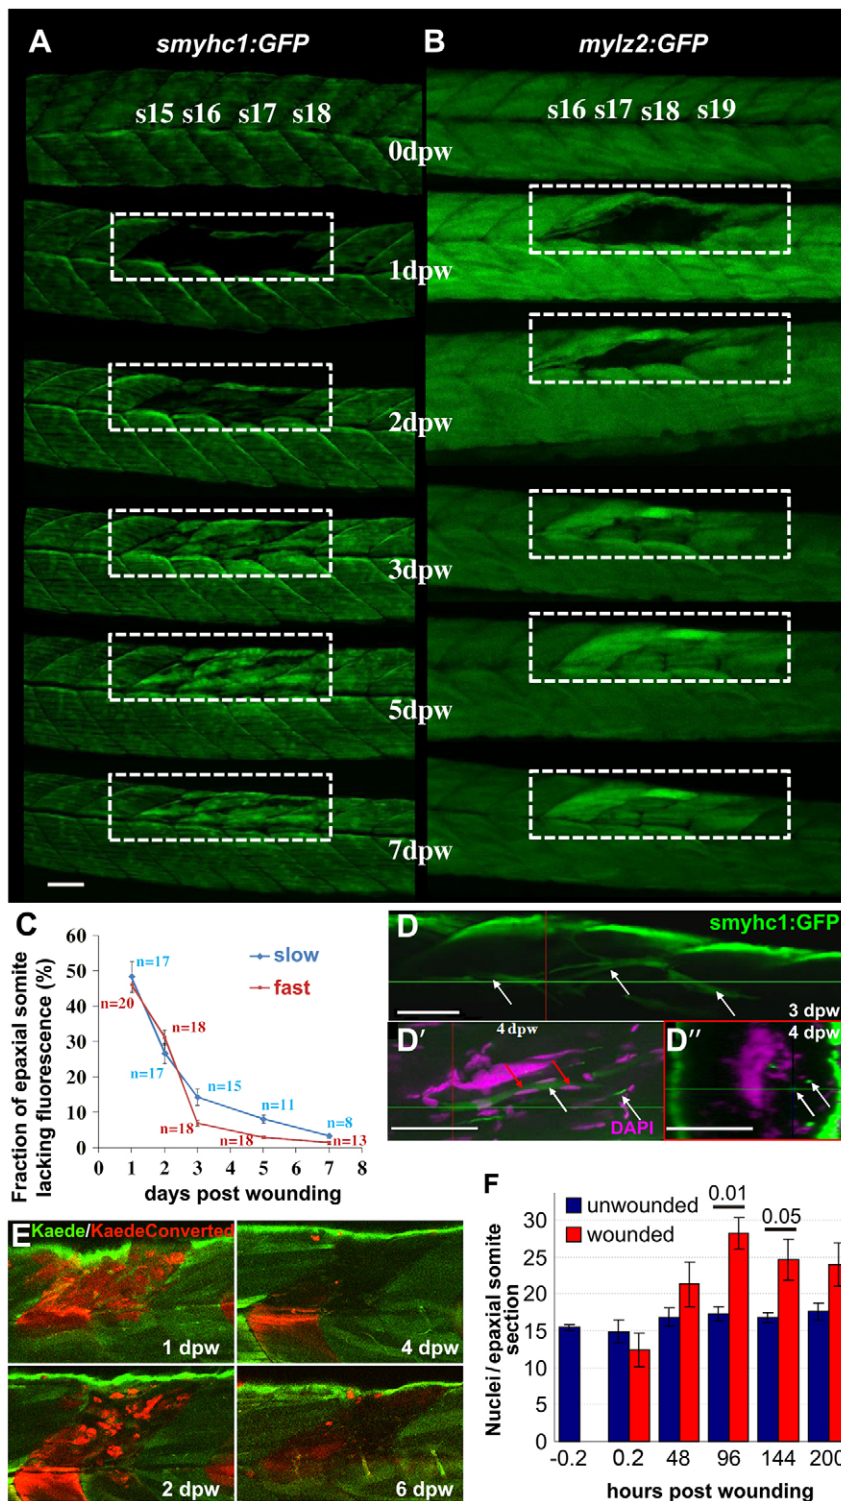 A smyhc1:GFP
B mylz2:GFP
s15 s16 s17 s18
s16 s17 s18 s19
0dpw
1dpw
2dpw
3dpw
5dpw
7dpw
C
Fraction of epaxial somite
lacking fluorescence (%)
60
50
40
30
20
10
0
0 1 2 3 4 5 6 7 8
days post wounding
slow
fast
n=17
n=20
n=18
n=17
n=15
n=18
n=11
n=18
n=8
n=13
D smyhc1:GFP
3 dpw
D' 4 dpw
DAPI
D'' 4 dpw
E Kaede/KaedeConverted
1 dpw
4 dpw
2 dpw
6 dpw
F
unwounded
wounded
0.01
0.05
Nuclei/epaxial somite
section
30
25
20
15
10
5
0
-0.2 0.2 48 96 144 200
hours post wounding